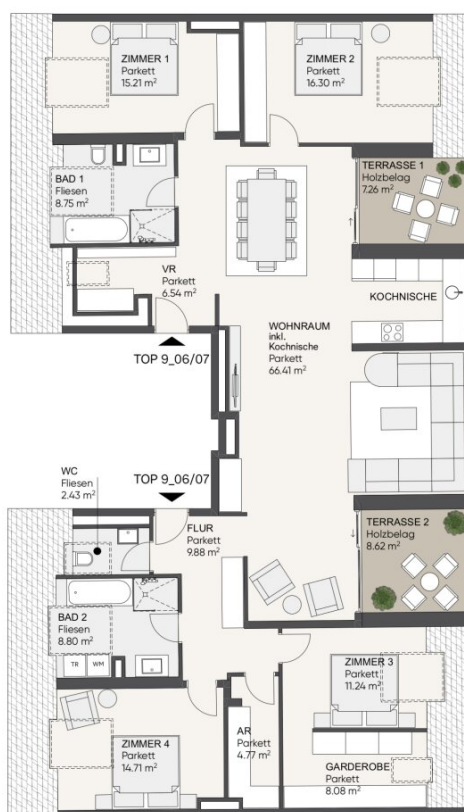 ZIMMER 1
Parkett
15.21 m²
ZIMMER 2
Parkett
16.30 m²
BAD 1
Fliesen
8.75 m²
TERRASSE 1
Holzbelag
7.26 m²
VR
Parkett
6.54 m²
KOCHNISCHE
WOHNRAUM
inkl.
Kochnische
Parkett
66.41 m²
TOP 9_06/07
TOP 9_06/07
WC
Fliesen
2.43 m²
FLUR
Parkett
9.88 m²
TERRASSE 2
Holzbelag
8.62 m²
BAD 2
Fliesen
8.80 m²
TR
WM
ZIMMER 3
Parkett
11.24 m²
ZIMMER 4
Parkett
14.71 m²
AR
Parkett
4.77 m²
GARDEROBE
Parkett
8.08 m²